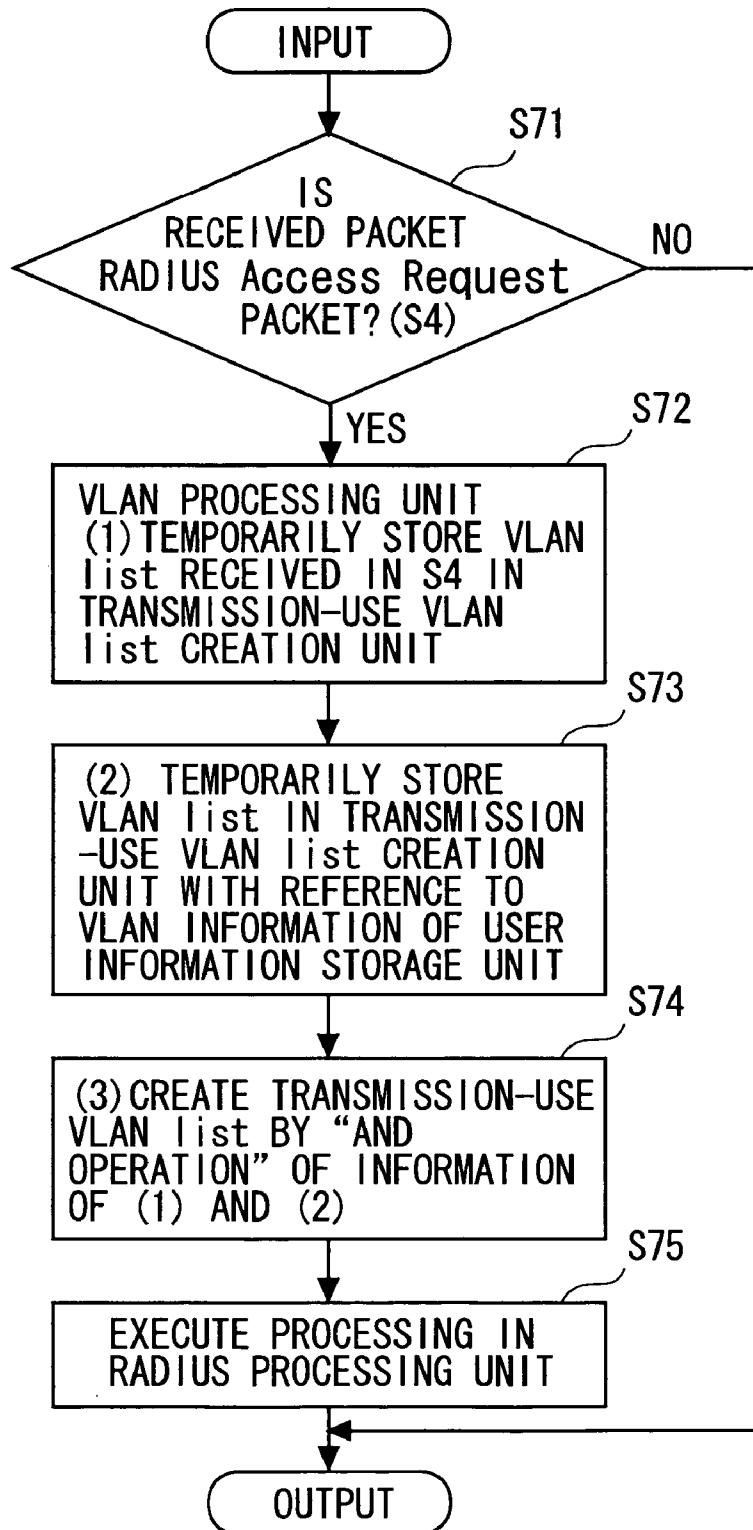 INPUT
S71
IS
RECEIVED PACKET
RADIUS Access Request
PACKET?(S4)
NO
YES
S72
VLAN PROCESSING UNIT
(1)TEMPORARILY STORE VLAN
list RECEIVED IN S4 IN
TRANSMISSION-USE VLAN
list CREATION UNIT
S73
(2) TEMPORARILY STORE
VLAN list IN TRANSMISSION
-USE VLAN list CREATION
UNIT WITH REFERENCE TO
VLAN INFORMATION OF USER
INFORMATION STORAGE UNIT
S74
(3)CREATE TRANSMISSION-USE
VLAN list BY “AND
OPERATION” OF INFORMATION
OF (1) AND (2)
S75
EXECUTE PROCESSING IN
RADIUS PROCESSING UNIT
OUTPUT